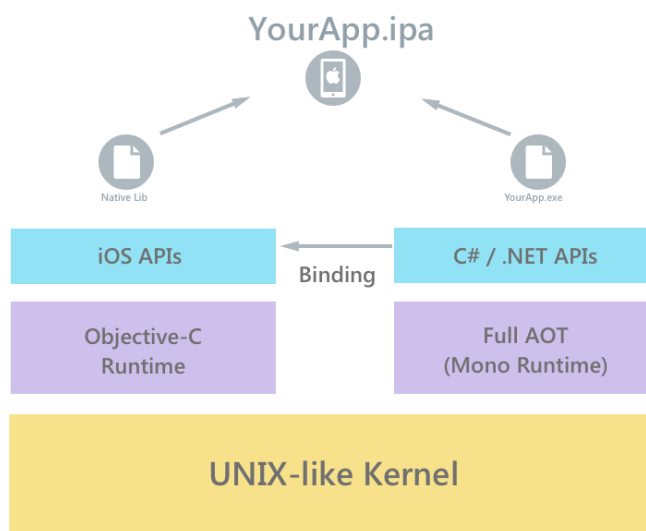 YourApp.ipa
Native Lib
YourApp.exe
iOS APIs
Binding
C# / .NET APIs
Objective-C
Runtime
Full AOT
(Mono Runtime)
UNIX-like Kernel